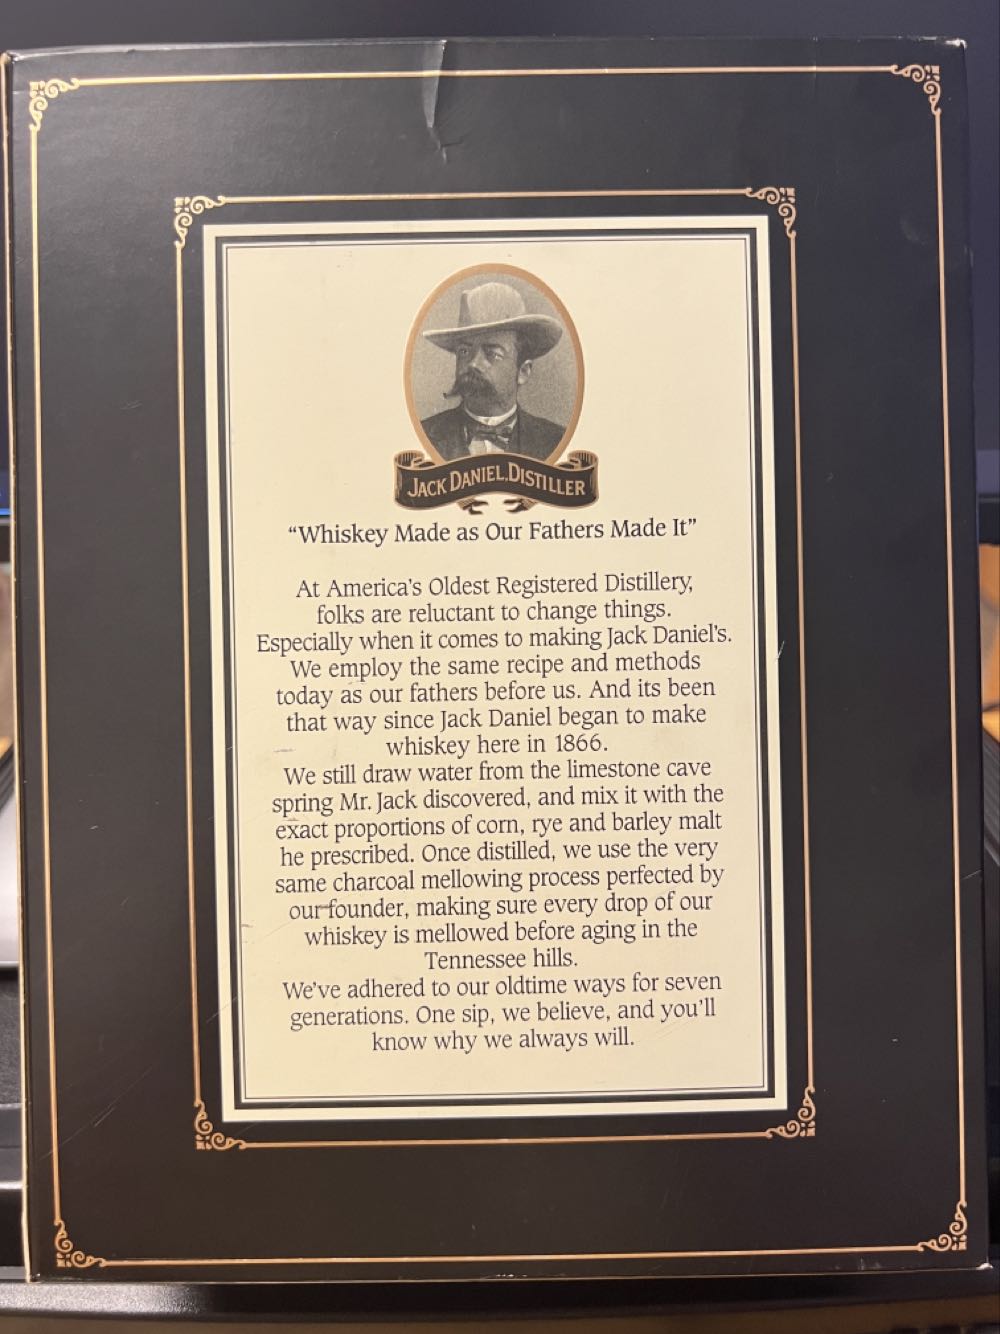 JACK DANIEL, DISTILLER
“Whiskey Made as Our Fathers Made It”
At America’s Oldest Registered Distillery,
folks are reluctant to change things.
Especially when it comes to making Jack Daniel’s.
We employ the same recipe and methods
today as our fathers before us. And its been
that way since Jack Daniel began to make
whiskey here in 1866.
We still draw water from the limestone cave
spring Mr. Jack discovered, and mix it with the
exact proportions of corn, rye and barley malt
he prescribed. Once distilled, we use the very
same charcoal mellowing process perfected by
our founder, making sure every drop of our
whiskey is mellowed before aging in the
Tennessee hills.
We’ve adhered to our oldtime ways for seven
generations. One sip, we believe, and you’ll
know why we always will.